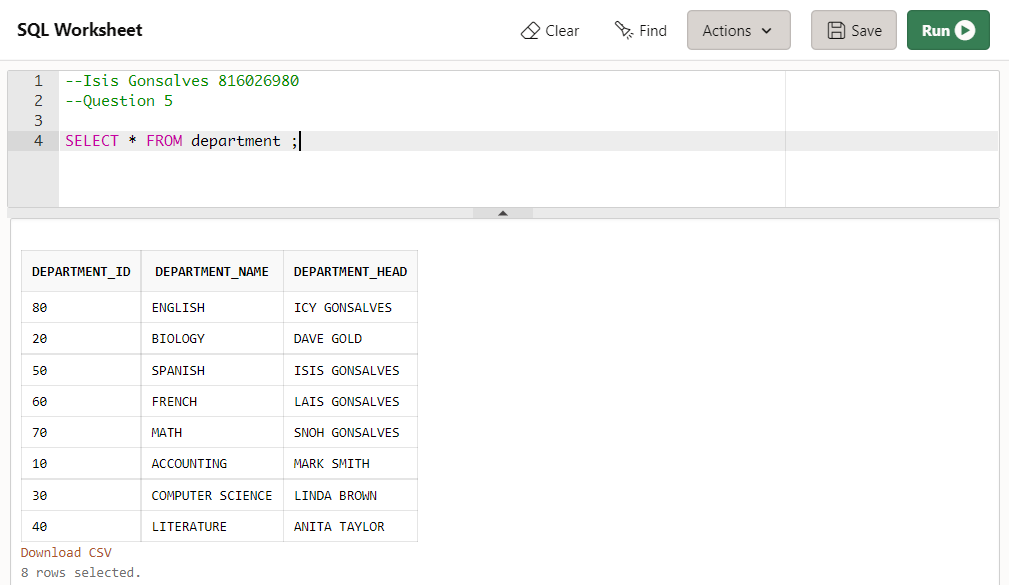 SQL Worksheet Clear Find Actions Save Run
1 --Isis Gonsalves 816026980
2 --Question 5
3
4 SELECT * FROM department ;
DEPARTMENT_ID DEPARTMENT_NAME DEPARTMENT_HEAD
80 ENGLISH ICY GONSALVES
20 BIOLOGY DAVE GOLD
50 SPANISH ISIS GONSALVES
60 FRENCH LAIS GONSALVES
70 MATH SNOH GONSALVES
10 ACCOUNTING MARK SMITH
30 COMPUTER SCIENCE LINDA BROWN
40 LITERATURE ANITA TAYLOR
Download CSV
8 rows selected.